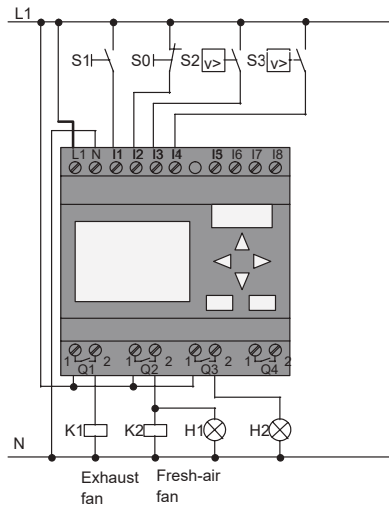 L1
S1 S0 S2 v> S3 v>
L1 N I1 I2 I3 I4 I5 I6 I7 I8
1 2 1 2 1 2 1 2
Q1 Q2 Q3 Q4
K1 K2 H1 H2
N
Exhaust fan
Fresh-air fan